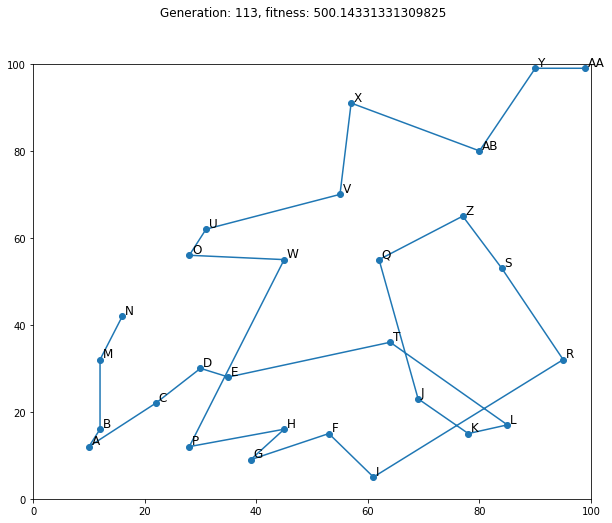 Generation: 113, fitness: 500.14331331309825
100
80
60
40
20
0
0
20
40
60
80
100
Y
AA
X
AB
V
Z
U
O
W
Q
S
N
T
M
R
D
E
J
C
B
H
F
L
K
A
P
G
I